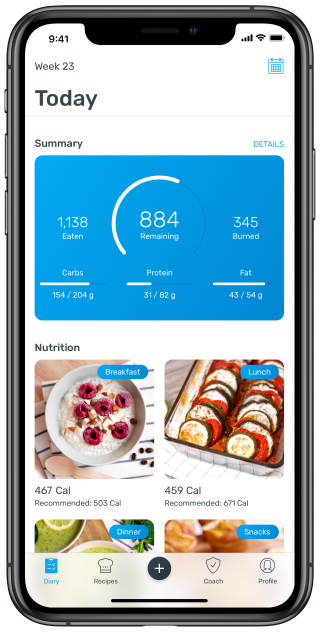 9:41
Week 23
Today
Summary
DETAILS
1,138
884
345
Eaten
Remaining
Burned
Carbs
Protein
Fat
154 / 204 g
31 / 82 g
43 / 54 g
Nutrition
Breakfast
Lunch
467 Cal
459 Cal
Recommended: 503 Cal
Recommended: 671 Cal
Dinner
Snacks
Diary
Recipes
Coach
Profile